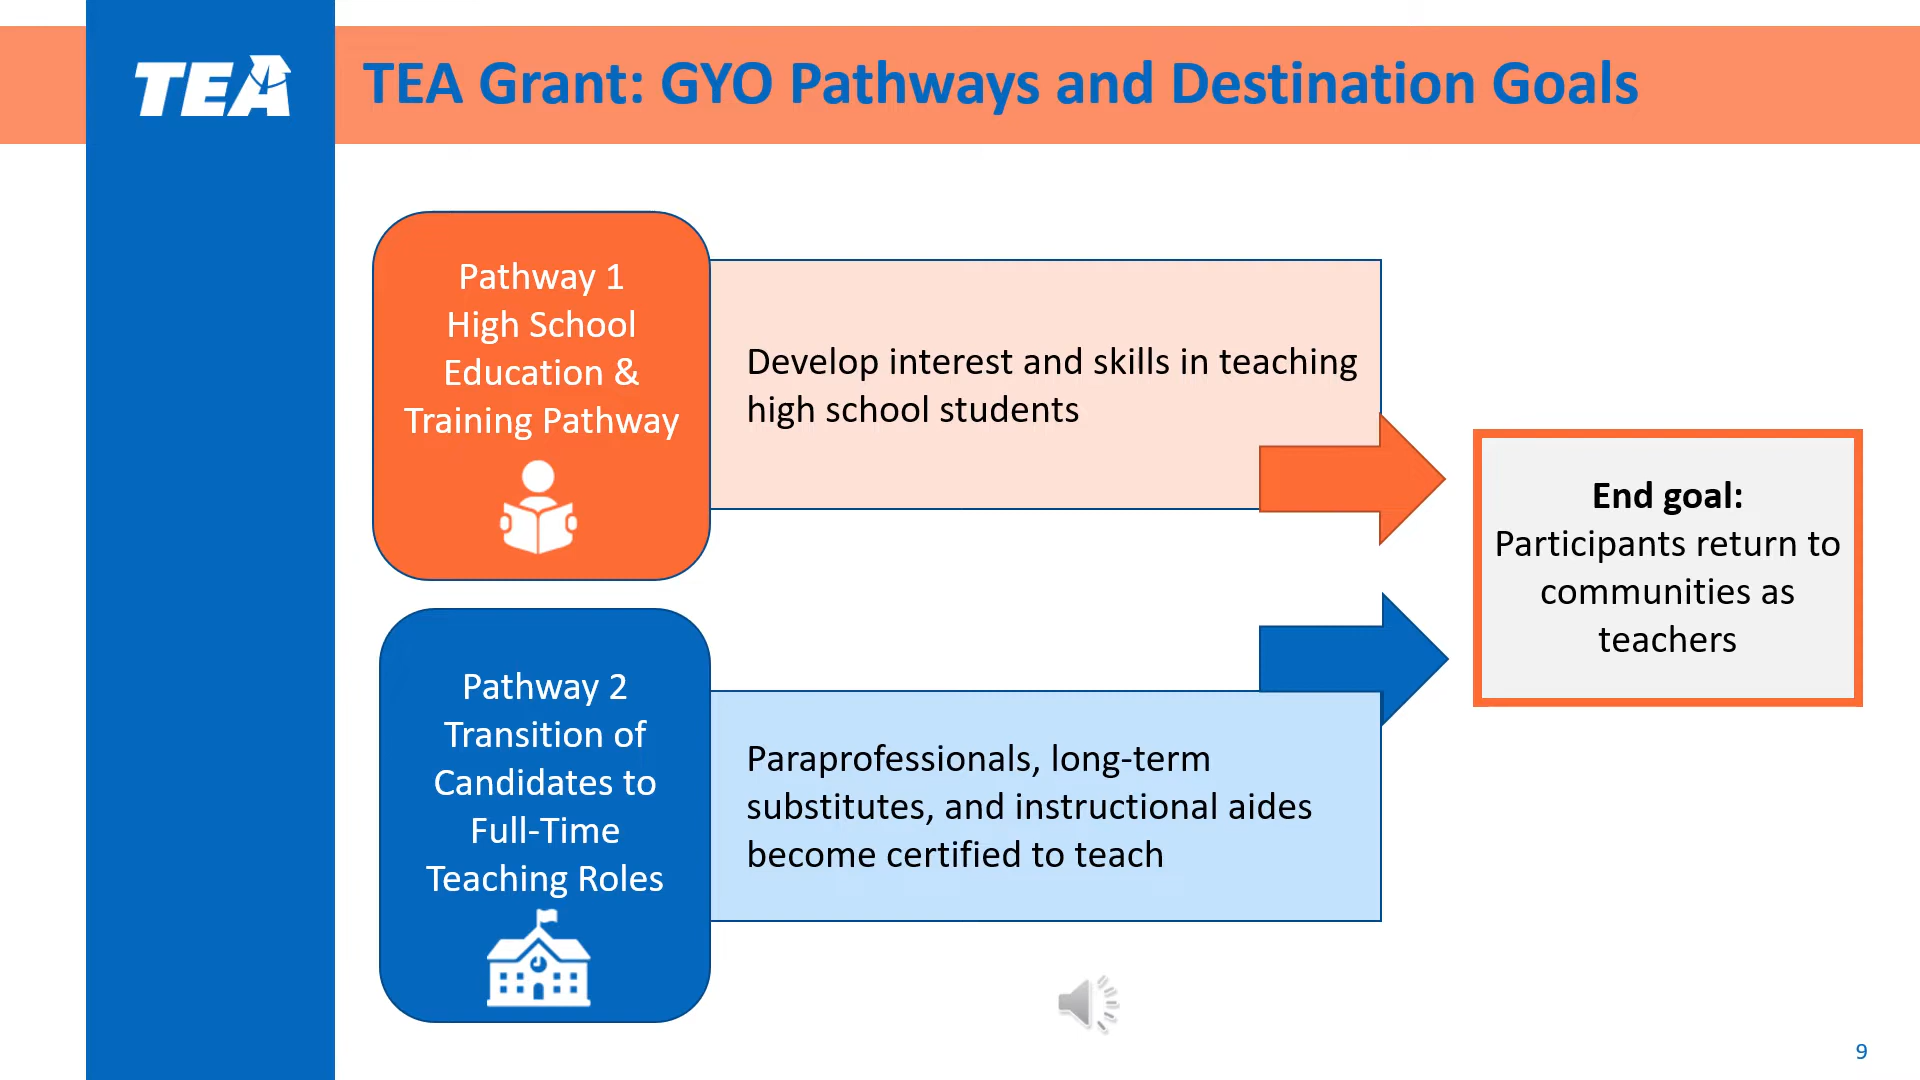 TEA
TEA Grant: GYO Pathways and Destination Goals
Pathway 1
High School
Education &
Training Pathway
Develop interest and skills in teaching
high school students
End goal:
Participants return to
communities as
teachers
Pathway 2
Transition of
Candidates to
Full-Time
Teaching Roles
Paraprofessionals, long-term
substitutes, and instructional aides
become certified to teach
9